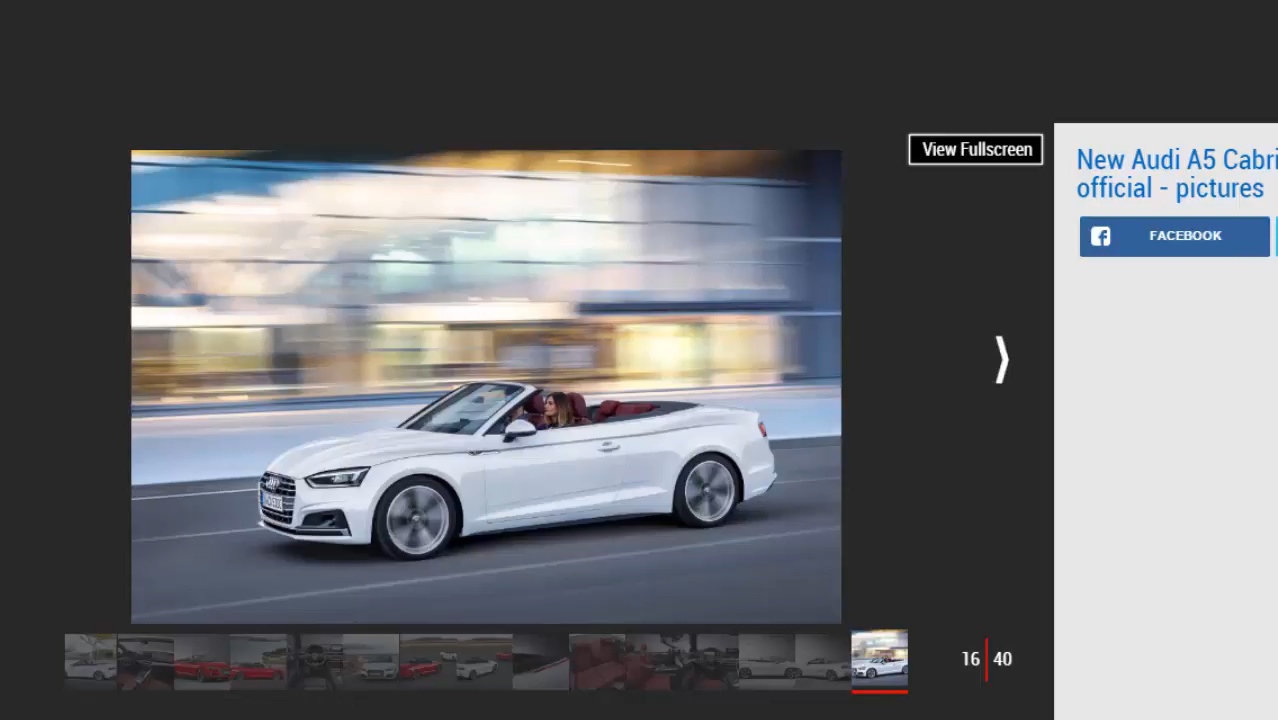 View Fullscreen
New Audi A5 Cabri
official - pictures
FACEBOOK
16 40